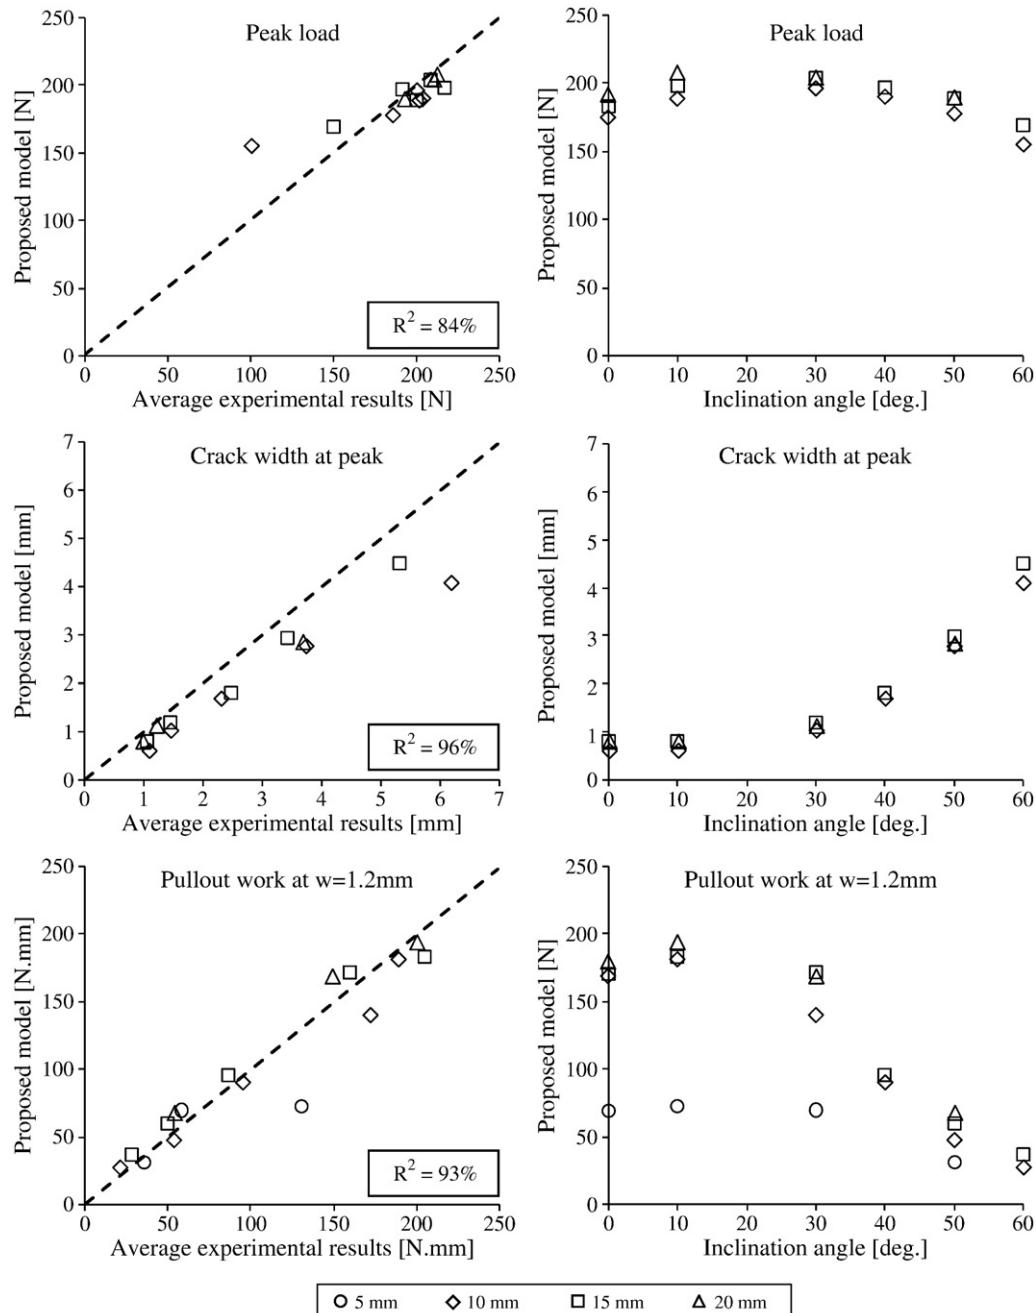 Peak load
Proposed model [N]
250
200
150
100
50
0
R² = 84%
0 50 100 150 200 250
Average experimental results [N]
Peak load
Proposed model [N]
250
200
150
100
50
0
0 10 20 30 40 50 60
Inclination angle [deg.]
Crack width at peak
Proposed model [mm]
7
6
5
4
3
2
1
0
R² = 96%
0 1 2 3 4 5 6 7
Average experimental results [mm]
Crack width at peak
Proposed model [mm]
7
6
5
4
3
2
1
0
0 10 20 30 40 50 60
Inclination angle [deg.]
Pullout work at w=1.2mm
Proposed model [N.mm]
250
200
150
100
50
0
R² = 93%
0 50 100 150 200 250
Average experimental results [N.mm]
Pullout work at w=1.2mm
Proposed model [N]
250
200
150
100
50
0
0 10 20 30 40 50 60
Inclination angle [deg.]
5 mm 10 mm 15 mm 20 mm